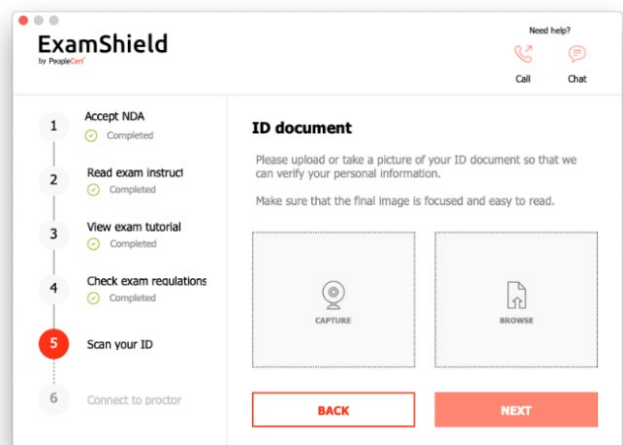 ExamShield
by PeopleCert
Need help?
Call
Chat
1
Accept NDA
Completed
2
Read exam instruct
Completed
3
View exam tutorial
Completed
4
Check exam regulations
Completed
5
Scan your ID
6
Connect to proctor
ID document
Please upload or take a picture of your ID document so that we
can verify your personal information.
Make sure that the final image is focused and easy to read.
CAPTURE
BROWSE
BACK
NEXT